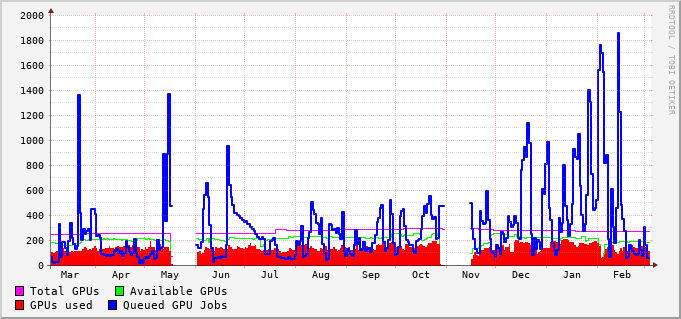 2000
1800
1600
1400
1200
1000
800
600
400
200
0
Mar Apr May Jun Jul Aug Sep Oct Nov Dec Jan Feb
Total GPUs Available GPUs
GPUs used Queued GPU Jobs
RRDTOOL / TOBI OETIKER